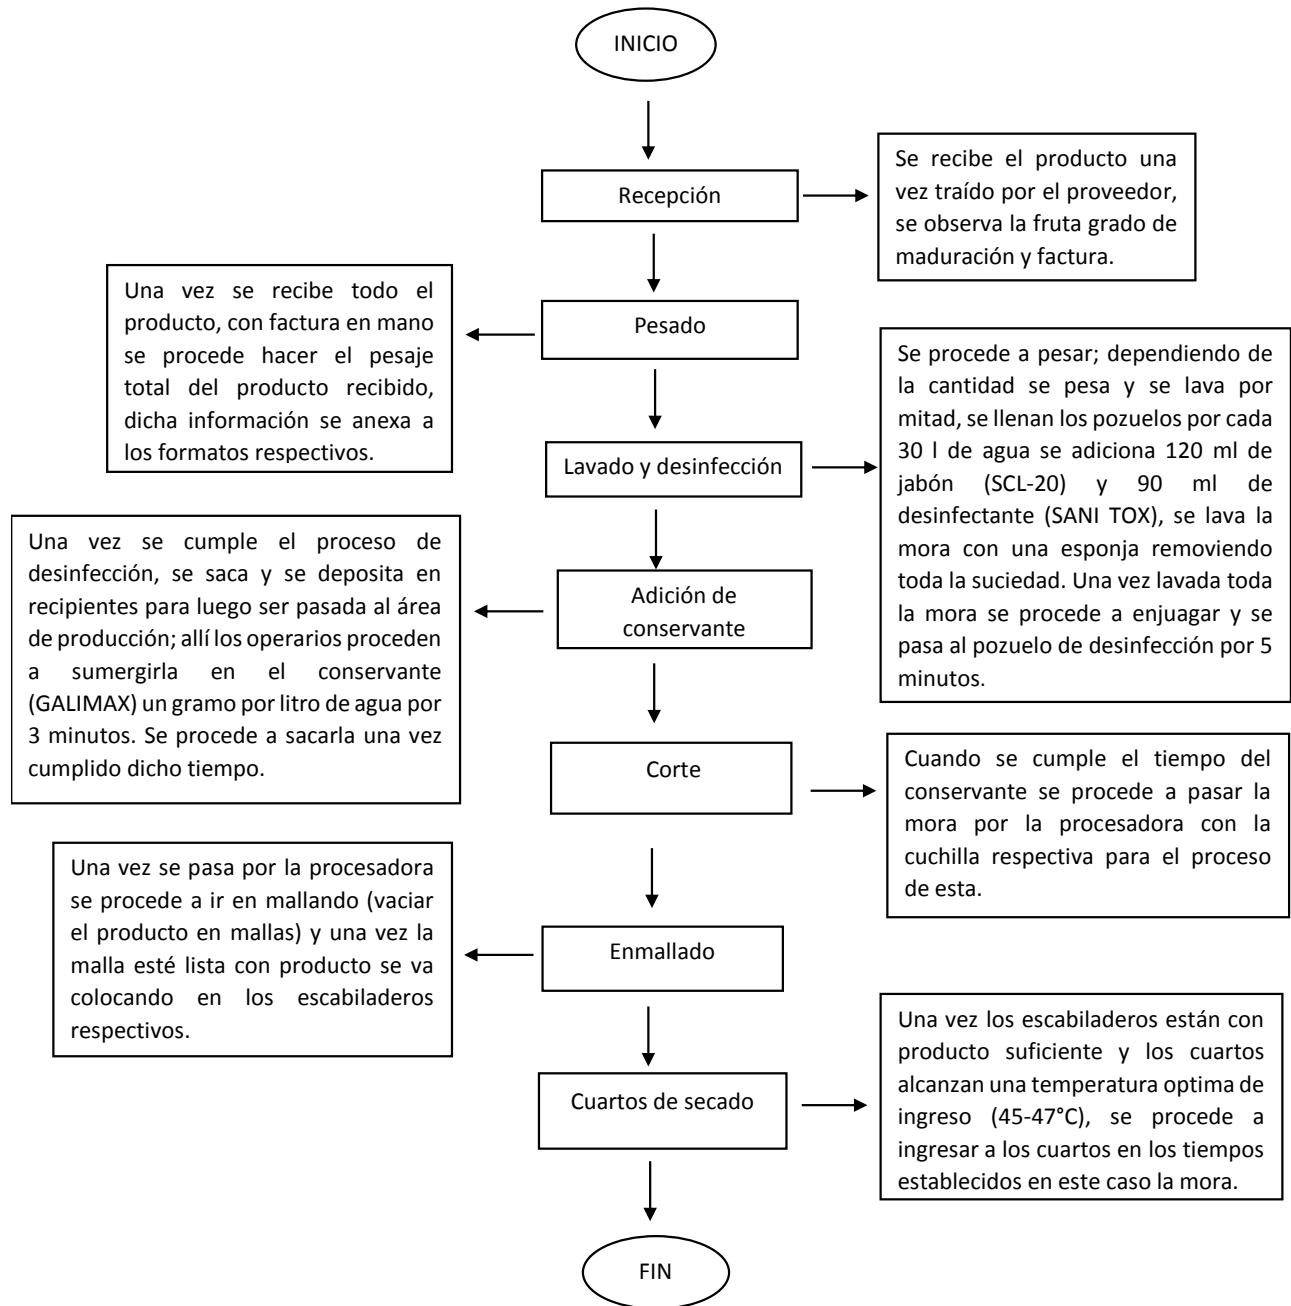 INICIO
Recepción
Se recibe el producto una
vez traído por el proveedor,
se observa la fruta grado de
maduración y factura.
Pesado
Una vez se recibe todo el
producto, con factura en mano
se procede hacer el pesaje
total del producto recibido,
dicha información se anexa a
los formatos respectivos.
Lavado y desinfección
Se procede a pesar; dependiendo de
la cantidad se pesa y se lava por
mitad, se llenan los pozuelos por cada
30 l de agua se adiciona 120 ml de
jabón (SCL-20) y 90 ml de
desinfectante (SANI TOX), se lava la
mora con una esponja removiendo
toda la suciedad. Una vez lavada toda
la mora se procede a enjuagar y se
pasa al pozuelo de desinfección por 5
minutos.
Adición de
conservante
Una vez se cumple el proceso de
desinfección, se saca y se deposita en
recipientes para luego ser pasada al área
de producción; allí los operarios proceden
a sumergirla en el conservante
(GALIMAX) un gramo por litro de agua por
3 minutos. Se procede a sacarla una vez
cumplido dicho tiempo.
Corte
Cuando se cumple el tiempo del
conservante se procede a pasar la
mora por la procesadora con la
cuchilla respectiva para el proceso
de esta.
Enmallado
Una vez se pasa por la procesadora
se procede a ir en mallando (vaciar
el producto en mallas) y una vez la
malla esté lista con producto se va
colocando en los escabiladeros
respectivos.
Cuartos de secado
Una vez los escabiladeros están con
producto suficiente y los cuartos
alcanzan una temperatura optima de
ingreso (45-47°C), se procede a
ingresar a los cuartos en los tiempos
establecidos en este caso la mora.
FIN